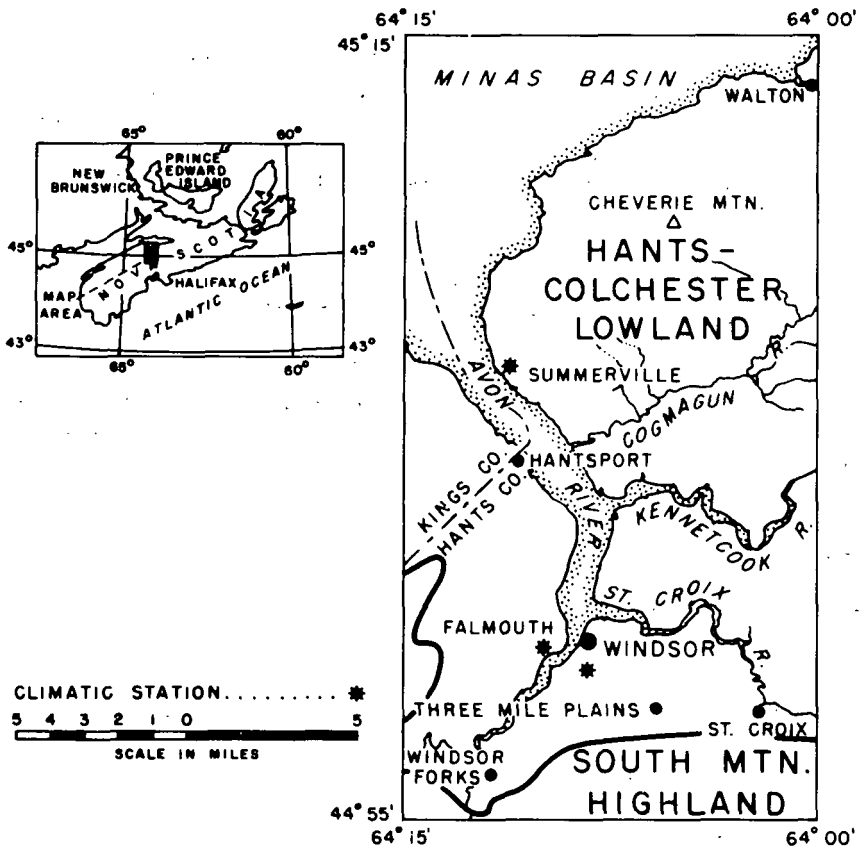 64° 15'
64° 00'
45° 15'
MINAS BASIN
WALTON
65°
60°
NEW
BRUNSWICK
PRINCE
EDWARD
ISLAND
45°
45°
NOVA SCOTIA
HALIFAX
MAP
AREA
ATLANTIC OCEAN
43°
43°
65°
60°
CHEVERIE MTN.
HANTS-
COLCHESTER
LOWLAND
SUMMERVILLE
AVON RIVER
COGMAGUN R.
HANTSPORT
KINGS CO.
HANTS CO.
KENNETCOOK R.
ST. CROIX R.
FALMOUTH
WINDSOR
CLIMATIC STATION.........
5 4 3 2 1 0 5
SCALE IN MILES
THREE MILE PLAINS
ST. CROIX
WINDSOR
FORKS
SOUTH MTN.
HIGHLAND
44° 55'
64° 15'
64° 00'